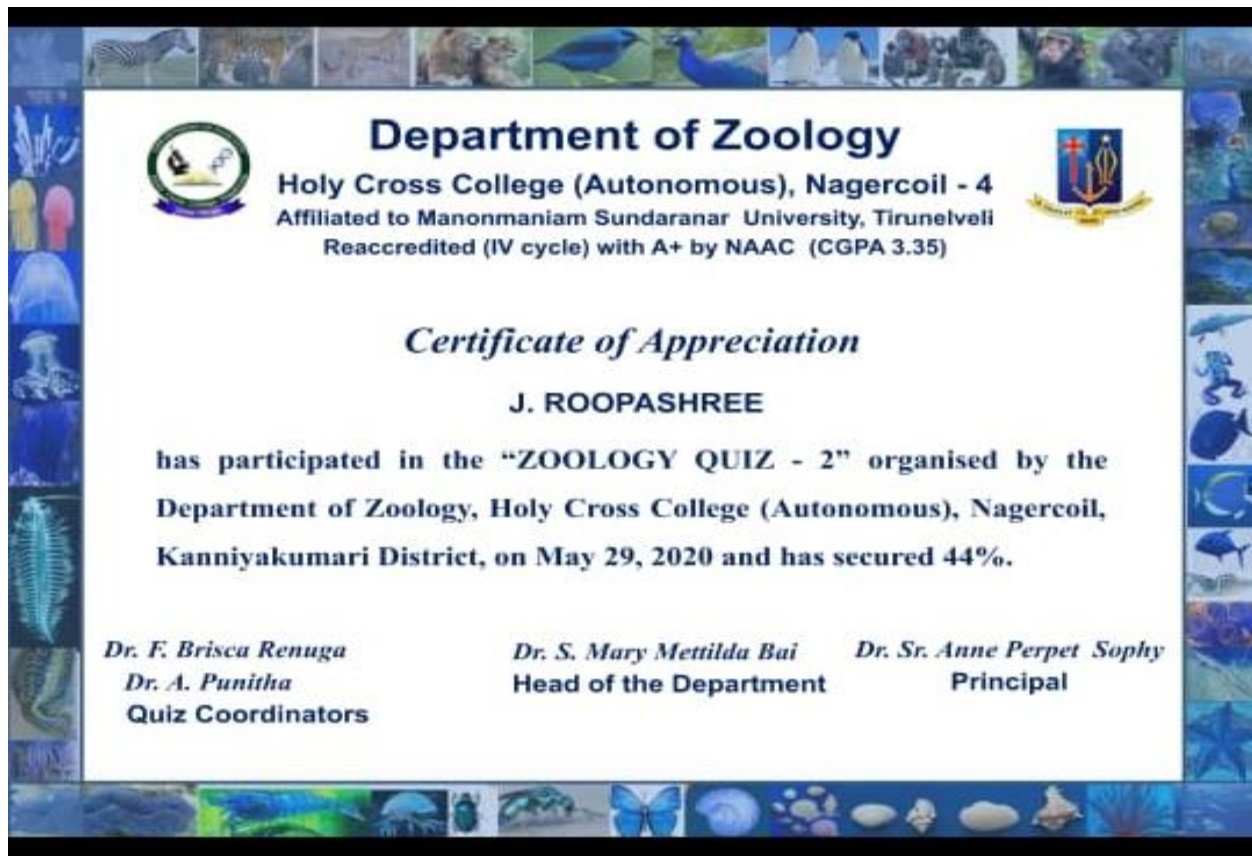 Department of Zoology
Holy Cross College (Autonomous), Nagercoil - 4
Affiliated to Manonmaniam Sundaranar University, Tirunelveli
Reaccredited (IV cycle) with A+ by NAAC (CGPA 3.35)
Certificate of Appreciation
J. ROOPASHREE
has participated in the “ZOOLOGY QUIZ - 2” organised by the
Department of Zoology, Holy Cross College (Autonomous), Nagercoil,
Kanniyakumari District, on May 29, 2020 and has secured 44%.
Dr. F. Brisca Renuga
Dr. A. Punitha
Quiz Coordinators
Dr. S. Mary Mettilda Bai
Head of the Department
Dr. Sr. Anne Perpet Sophy
Principal